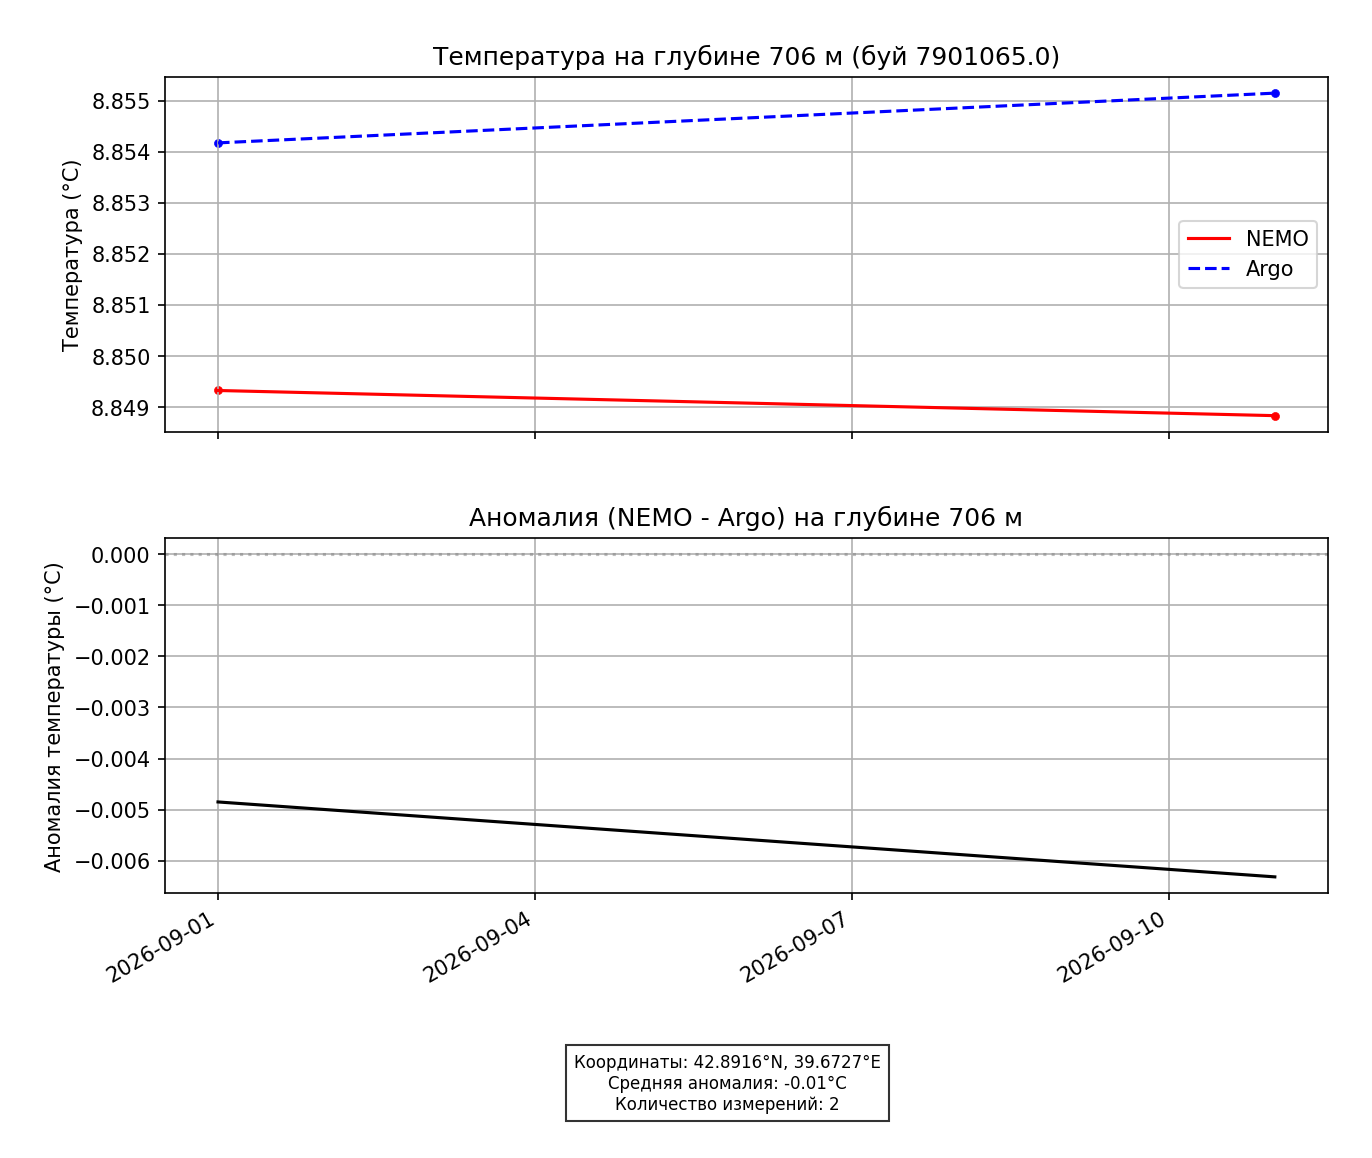 Температура на глубине 706 м (буй 7901065.0)
Температура (°C)
8.855
8.854
8.853
8.852
8.851
8.850
8.849
NEMO
Argo
Аномалия (NEMO - Argo) на глубине 706 м
Аномалия температуры (°C)
0.000
−0.001
−0.002
−0.003
−0.004
−0.005
−0.006
2026-09-01
2026-09-04
2026-09-07
2026-09-10
Координаты: 42.8916°N, 39.6727°E
Средняя аномалия: -0.01°C
Количество измерений: 2